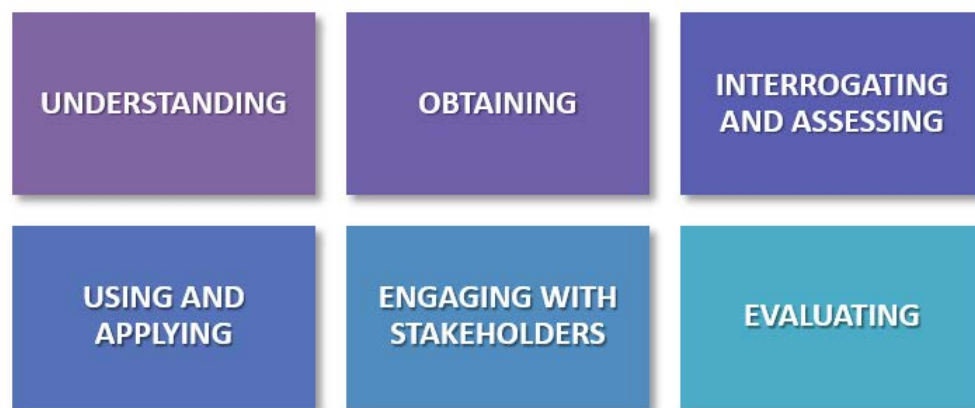 UNDERSTANDING
OBTAINING
INTERROGATING
AND ASSESSING
USING AND
APPLYING
ENGAGING WITH
STAKEHOLDERS
EVALUATING